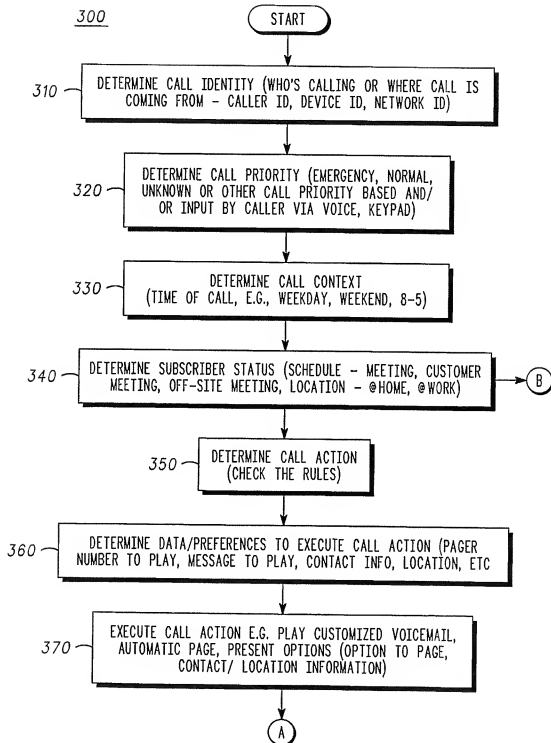 300
START
310
DETERMINE CALL IDENTITY (WHO'S CALLING OR WHERE CALL IS
COMING FROM – CALLER ID, DEVICE ID, NETWORK ID)
320
DETERMINE CALL PRIORITY (EMERGENCY, NORMAL,
UNKNOWN OR OTHER CALL PRIORITY BASED AND/
OR INPUT BY CALLER VIA VOICE, KEYPAD)
330
DETERMINE CALL CONTEXT
(TIME OF CALL, E.G., WEEKDAY, WEEKEND, 8–5)
340
DETERMINE SUBSCRIBER STATUS (SCHEDULE – MEETING, CUSTOMER
MEETING, OFF-SITE MEETING, LOCATION – @HOME, @WORK)
B
350
DETERMINE CALL ACTION
(CHECK THE RULES)
360
DETERMINE DATA/PREFERENCES TO EXECUTE CALL ACTION (PAGER
NUMBER TO PLAY, MESSAGE TO PLAY, CONTACT INFO, LOCATION, ETC
370
EXECUTE CALL ACTION E.G. PLAY CUSTOMIZED VOICEMAIL,
AUTOMATIC PAGE, PRESENT OPTIONS (OPTION TO PAGE,
CONTACT/ LOCATION INFORMATION)
A